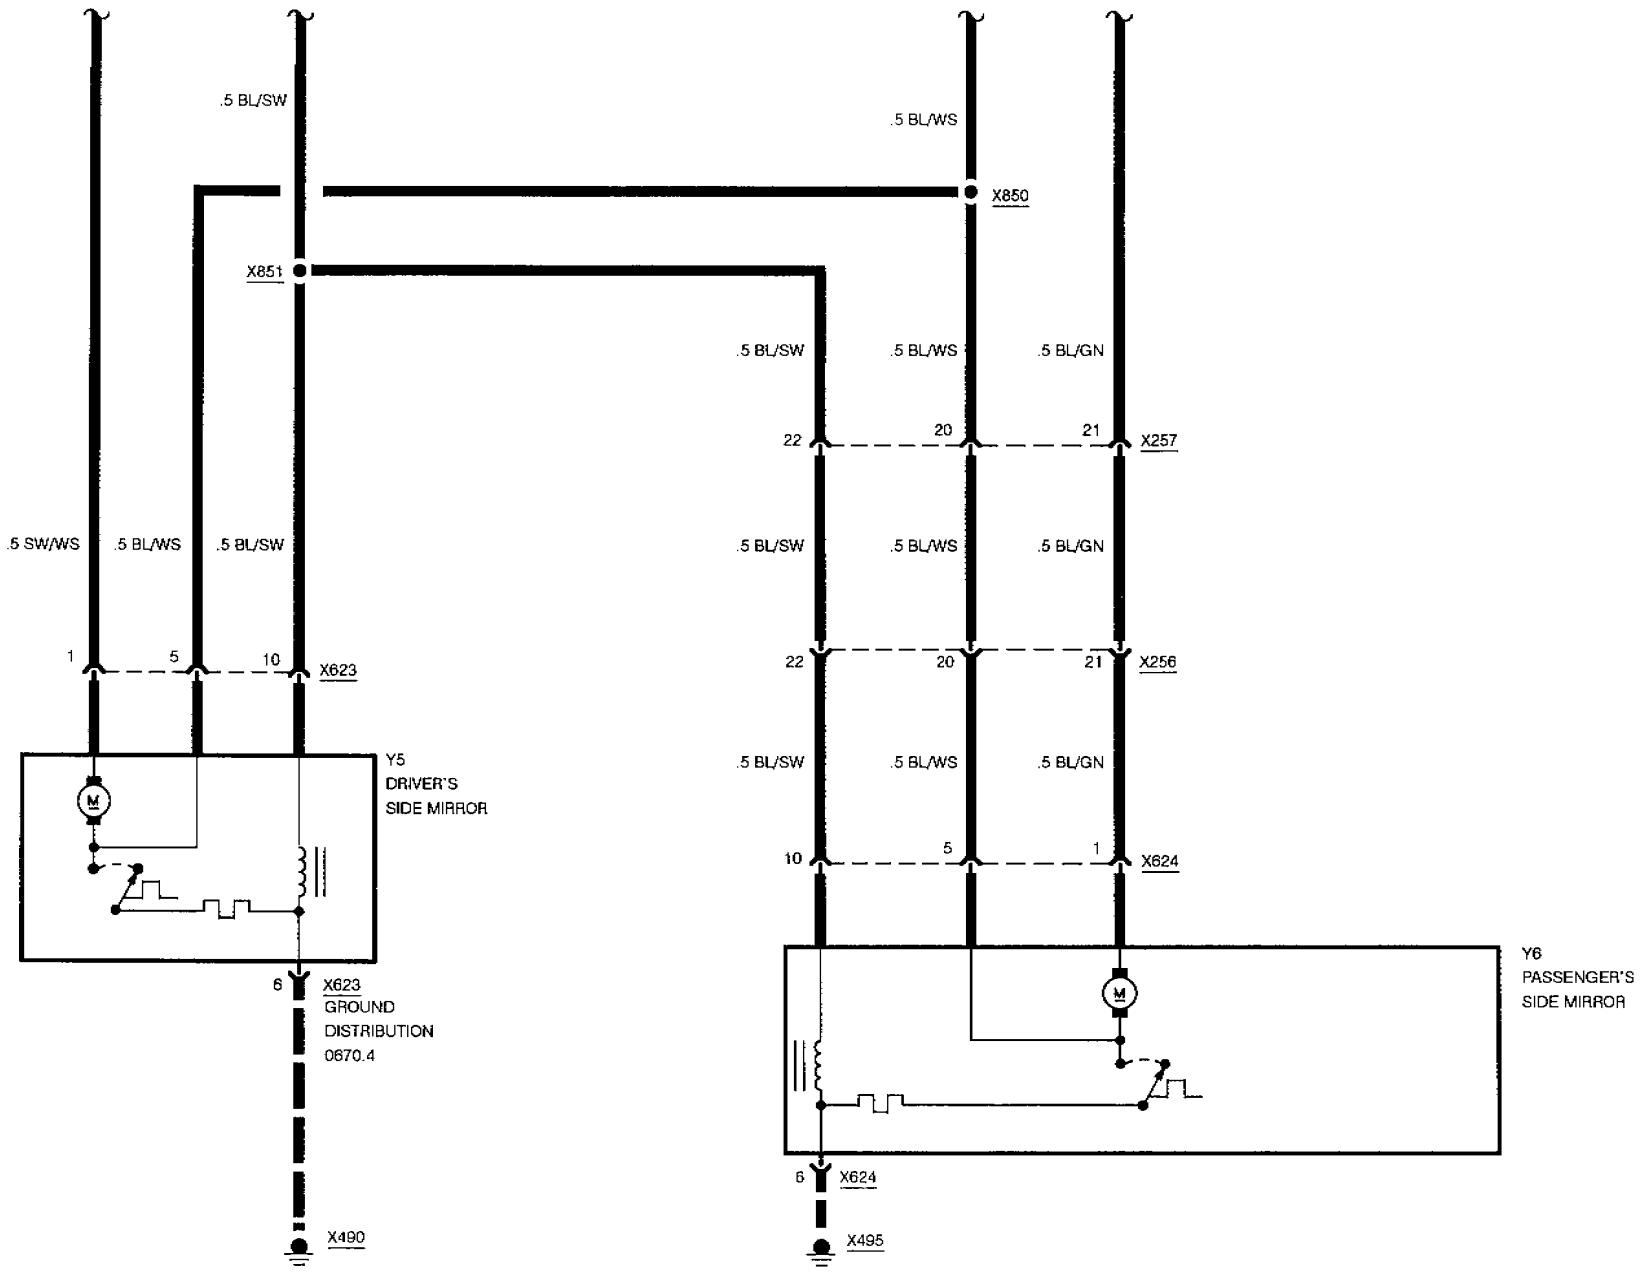 .5 BL/SW
.5 BL/WS
X850
X851
.5 BL/SW
.5 BL/WS
.5 BL/GN
22
20
21
X257
.5 SW/WS
.5 BL/WS
.5 BL/SW
.5 BL/SW
.5 BL/WS
.5 BL/GN
1
5
10
X623
22
20
21
X256
Y5
DRIVER'S
SIDE MIRROR
M
.5 BL/SW
.5 BL/WS
.5 BL/GN
10
5
1
X624
6
X623
GROUND
DISTRIBUTION
0670.4
Y6
PASSENGER'S
SIDE MIRROR
M
6
X624
X490
X495